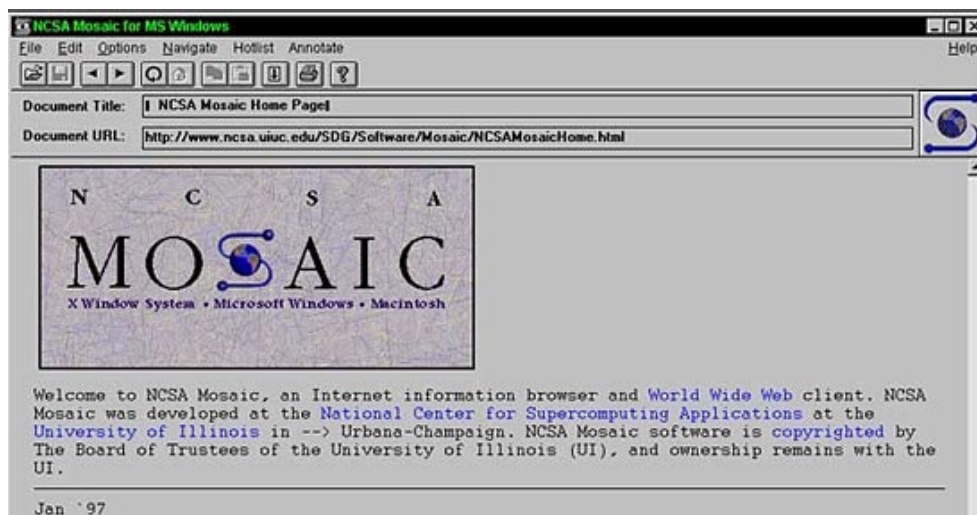 NCSA Mosaic for MS Windows
File Edit Options Navigate Hotlist Annotate Help
Document Title: NCSA Mosaic Home Page
Document URL: http://www.ncsa.uiuc.edu/SDG/Software/Mosaic/NCSAMosaicHome.html
N C S A
MOSAIC
X Window System • Microsoft Windows • Macintosh
Welcome to NCSA Mosaic, an Internet information browser and World Wide Web client. NCSA
Mosaic was developed at the National Center for Supercomputing Applications at the
University of Illinois in --> Urbana-Champaign. NCSA Mosaic software is copyrighted by
The Board of Trustees of the University of Illinois (UI), and ownership remains with the
UI.
Jan `97